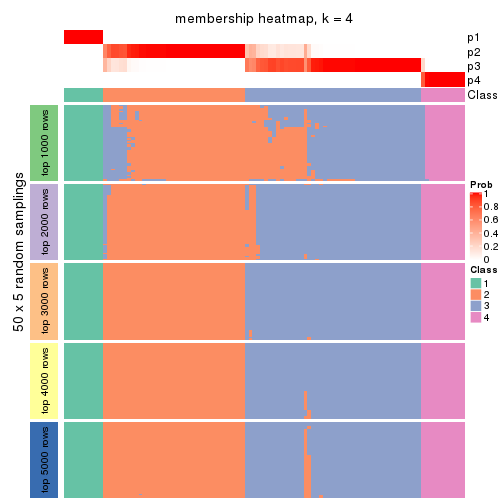 membership heatmap, k = 4
p1
p2
p3
p4
Class
50 x 5 random samplings
top 1000 rows
top 2000 rows
top 3000 rows
top 4000 rows
top 5000 rows
Prob
1
0.8
0.6
0.4
0.2
0
Class
1
2
3
4